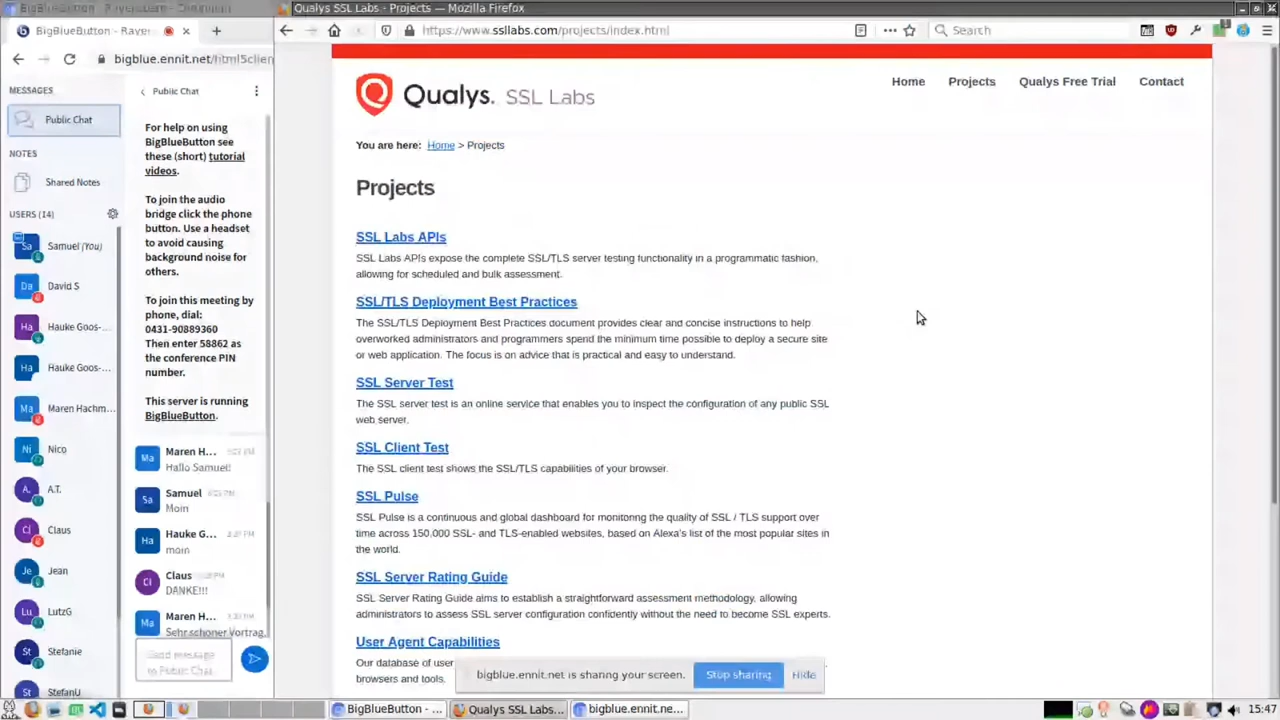 Qualys SSL Labs - Projects — Mozilla Firefox
bigblue.ennit.net/html5clien
https://www.ssllabs.com/projects/index.html
Search
MESSAGES
Public Chat
NOTES
Shared Notes
USERS (14)
Samuel (You)
David S
Hauke Goos-...
Hauke Goos-...
Maren Hachm...
Nico
A.T.
Claus
Jean
LutzG
Stefanie
StefanU
Public Chat
For help on using
BigBlueButton see
these (short) tutorial
videos.
To join the audio
bridge click the phone
button. Use a headset
to avoid causing
background noise for
others.
To join this meeting by
phone, dial:
0431-90889360
Then enter 58862 as
the conference PIN
number.
This server is running
BigBlueButton.
Maren H...
Hallo Samuel!
Samuel
Moin
Hauke G...
moin
Claus
DANKE!!!
Maren H...
Sehr schöner Vortrag,
Send message
to Public Chat
Qualys. SSL Labs
Home
Projects
Qualys Free Trial
Contact
You are here: Home > Projects
Projects
SSL Labs APIs
SSL Labs APIs expose the complete SSL/TLS server testing functionality in a programmatic fashion,
allowing for scheduled and bulk assessment.
SSL/TLS Deployment Best Practices
The SSL/TLS Deployment Best Practices document provides clear and concise instructions to help
overworked administrators and programmers spend the minimum time possible to deploy a secure site
or web application. The focus is on advice that is practical and easy to understand.
SSL Server Test
The SSL server test is an online service that enables you to inspect the configuration of any public SSL
web server.
SSL Client Test
The SSL client test shows the SSL/TLS capabilities of your browser.
SSL Pulse
SSL Pulse is a continuous and global dashboard for monitoring the quality of SSL / TLS support over
time across 150,000 SSL- and TLS-enabled websites, based on Alexa's list of the most popular sites in
the world.
SSL Server Rating Guide
SSL Server Rating Guide aims to establish a straightforward assessment methodology, allowing
administrators to assess SSL server configuration confidently without the need to become SSL experts.
User Agent Capabilities
Our database of user
browsers and tools.
bigblue.ennit.net is sharing your screen.
Stop sharing
Hide
BigBlueButton - ...
Qualys SSL Labs...
bigblue.ennit.ne...
15:47